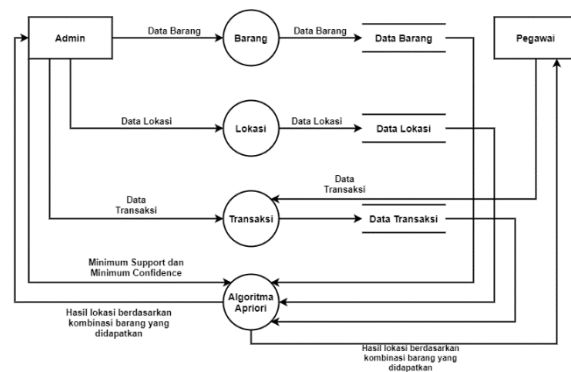 Admin
Data Barang
Barang
Data Barang
Data Barang
Pegawai
Data Lokasi
Lokasi
Data Lokasi
Data Lokasi
Data
Transaksi
Data
Transaksi
Transaksi
Data Transaksi
Minimum Support dan
Minimum Confidence
Algoritma
Apriori
Hasil lokasi berdasarkan
kombinasi barang yang
didapatkan
Hasil lokasi berdasarkan
kombinasi barang yang
didapatkan